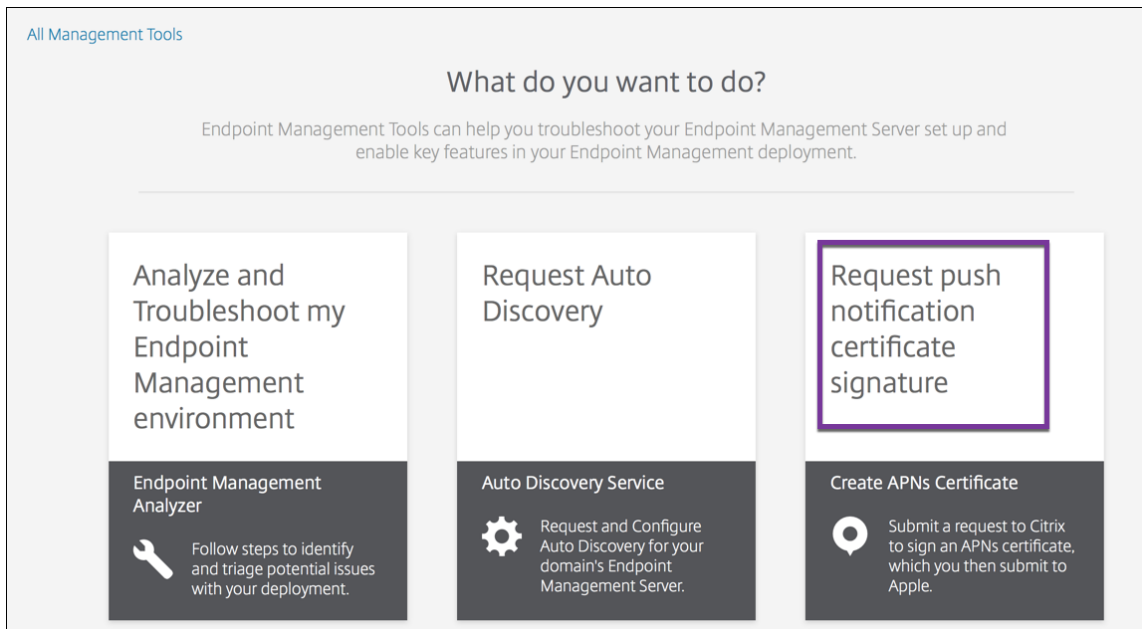 All Management Tools
What do you want to do?
Endpoint Management Tools can help you troubleshoot your Endpoint Management Server set up and
enable key features in your Endpoint Management deployment.
Analyze and
Troubleshoot my
Endpoint
Management
environment
Endpoint Management
Analyzer
Follow steps to identify
and triage potential issues
with your deployment.
Request Auto
Discovery
Auto Discovery Service
Request and Configure
Auto Discovery for your
domain's Endpoint
Management Server.
Request push
notification
certificate
signature
Create APNs Certificate
Submit a request to Citrix
to sign an APNs certificate,
which you then submit to
Apple.